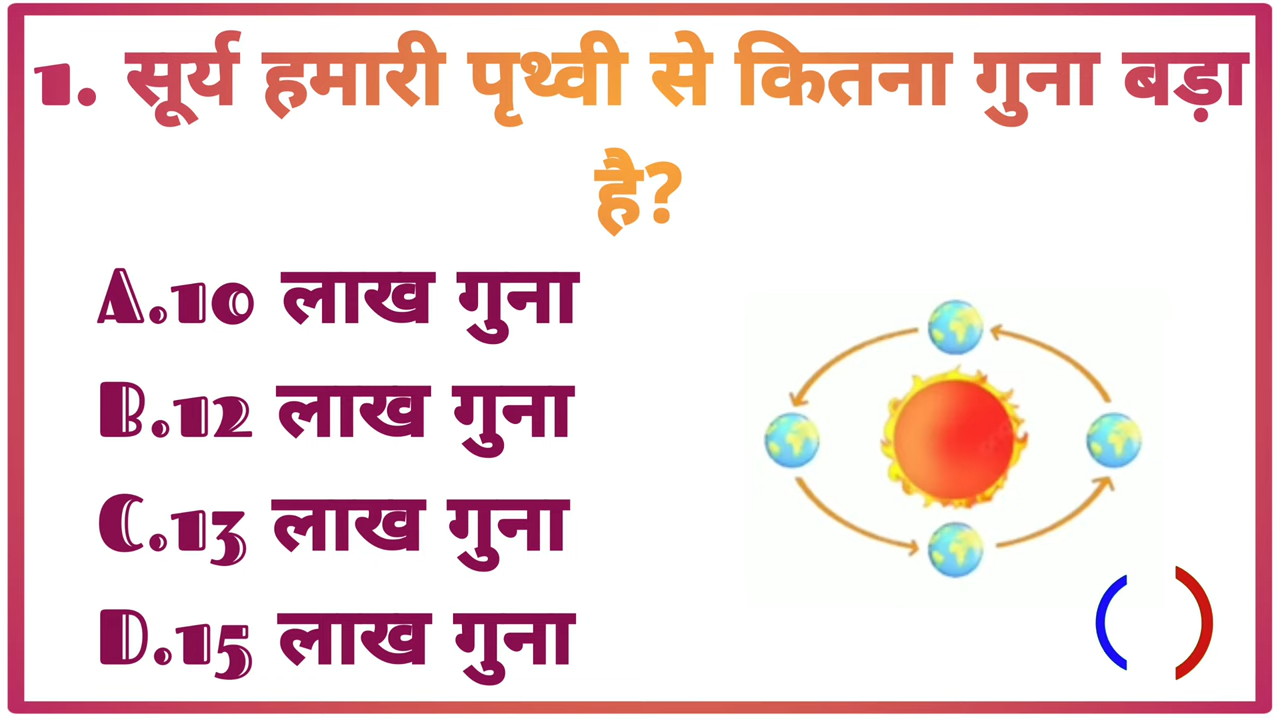 1. सूर्य हमारी पृथ्वी से कितना गुना बड़ा
है?
A.10 लाख गुना
B.12 लाख गुना
C.13 लाख गुना
D.15 लाख गुना